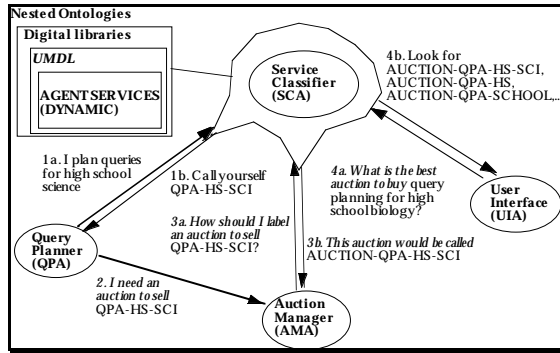 Nested Ontologies
Digital libraries
UMDL
AGENT SERVICES
(DYNAMIC)
Service
Classifier
(SCA)
4b. Look for
AUCTION-QPA-HS-SCI,
AUCTION-QPA-HS,
AUCTION-QPA-SCHOOL,...
1a. I plan queries
for high school
science
1b. Call yourself
QPA-HS-SCI
4a. What is the best
auction to buy query
planning for high
school biology?
User
Interface
(UIA)
3a. How should I label
an auction to sell
QPA-HS-SCI?
3b. This auction would be called
AUCTION-QPA-HS-SCI
Query
Planner
(QPA)
2. I need an
auction to sell
QPA-HS-SCI
Auction
Manager
(AMA)